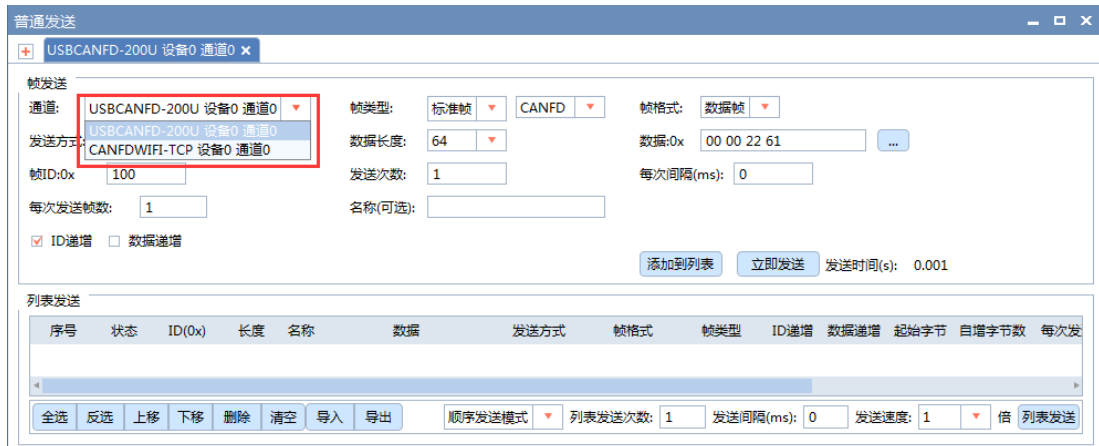 普通发送
USBCANFD-200U 设备0 通道0
帧发送
通道: USBCANFD-200U 设备0 通道0 帧类型: 标准帧 CANFD 帧格式: 数据帧
USBCANFD-200U 设备0 通道0
发送方式: CANFDWIFI-TCP 设备0 通道0 数据长度: 64 数据:0x 00 00 22 61 ...
帧ID:0x 100 发送次数: 1 每次间隔(ms): 0
每次发送帧数: 1 名称(可选):
ID递增 数据递增
添加到列表 立即发送 发送时间(s): 0.001
列表发送
序号 状态 ID(0x) 长度 名称 数据 发送方式 帧格式 帧类型 ID递增 数据递增 起始字节 自增字节数 每次发
全选 反选 上移 下移 删除 清空 导入 导出 顺序发送模式 列表发送次数: 1 发送间隔(ms): 0 发送速度: 1 倍 列表发送